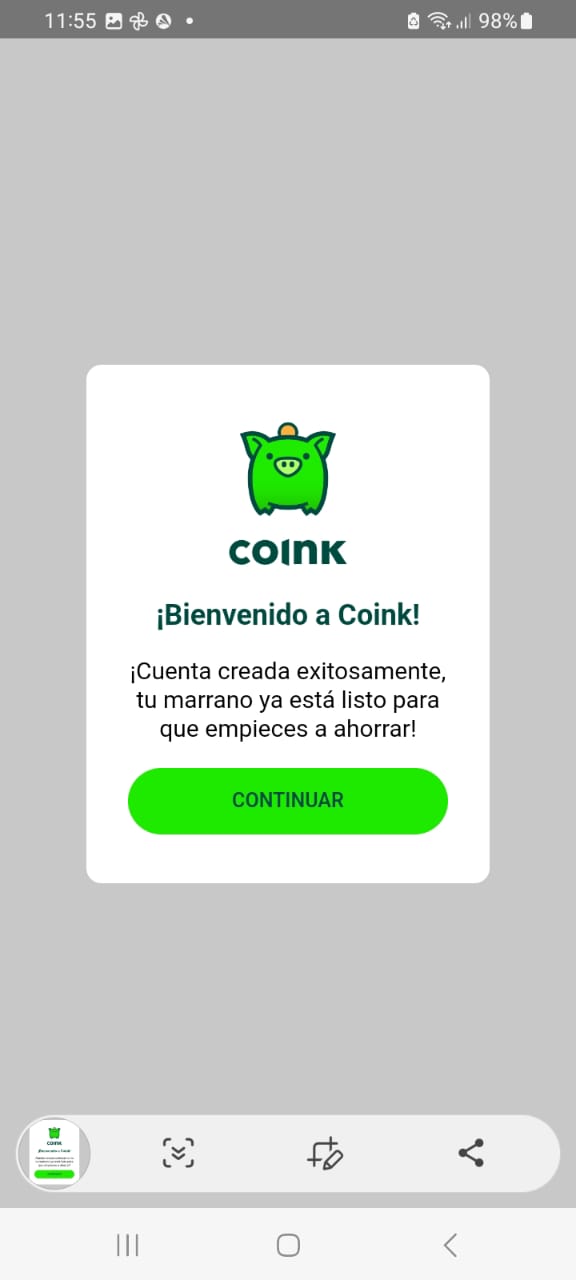 11:55 98%
COINK
¡Bienvenido a Coink!
¡Cuenta creada exitosamente,
tu marrano ya está listo para
que empieces a ahorrar!
CONTINUAR